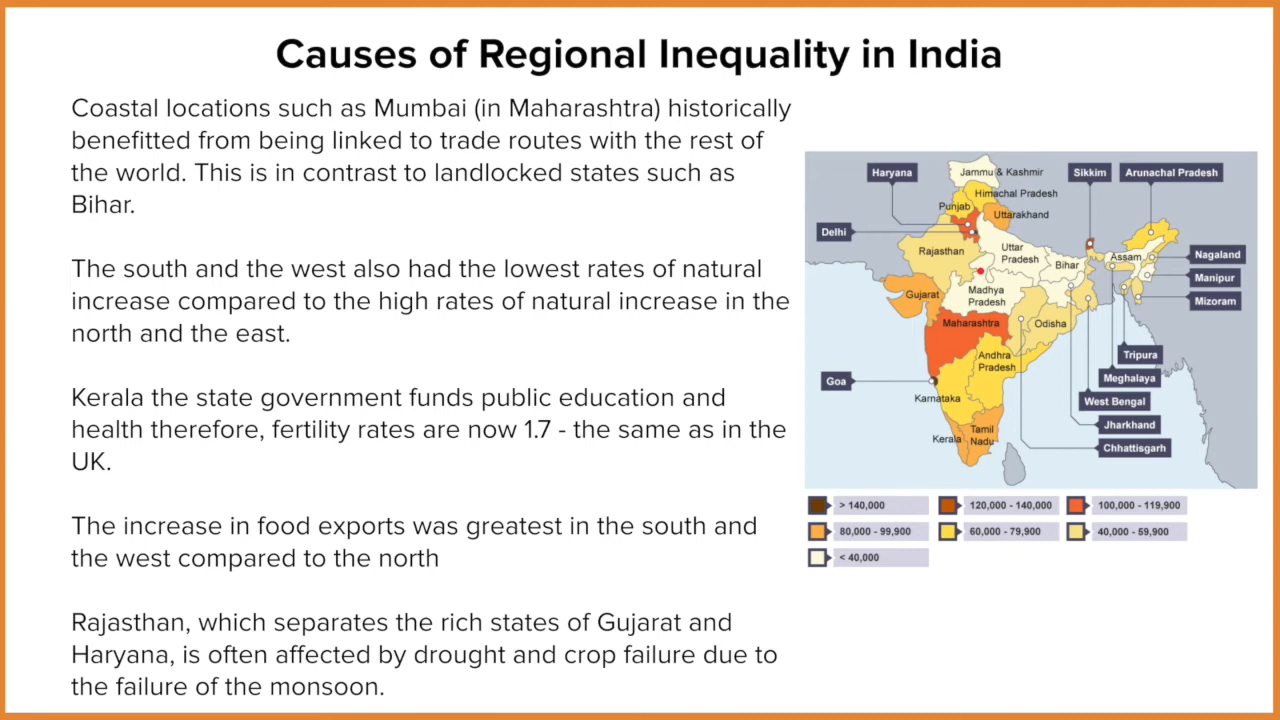 Causes of Regional Inequality in India
Coastal locations such as Mumbai (in Maharashtra) historically
benefitted from being linked to trade routes with the rest of
the world. This is in contrast to landlocked states such as
Bihar.
The south and the west also had the lowest rates of natural
increase compared to the high rates of natural increase in the
north and the east.
Kerala the state government funds public education and
health therefore, fertility rates are now 1.7 - the same as in the
UK.
The increase in food exports was greatest in the south and
the west compared to the north
Rajasthan, which separates the rich states of Gujarat and
Haryana, is often affected by drought and crop failure due to
the failure of the monsoon.
Haryana
Jammu & Kashmir
Sikkim
Arunachal Pradesh
Himachal Pradesh
Punjab
Uttarakhand
Delhi
Rajasthan
Uttar
Pradesh
Bihar
Assam
Nagaland
Manipur
Mizoram
Gujarat
Madhya
Pradesh
Maharashtra
Odisha
Andhra
Pradesh
Tripura
Meghalaya
Goa
Karnataka
West Bengal
Jharkhand
Kerala
Tamil
Nadu
Chhattisgarh
> 140,000
120,000 - 140,000
100,000 - 119,900
80,000 - 99,900
60,000 - 79,900
40,000 - 59,900
< 40,000